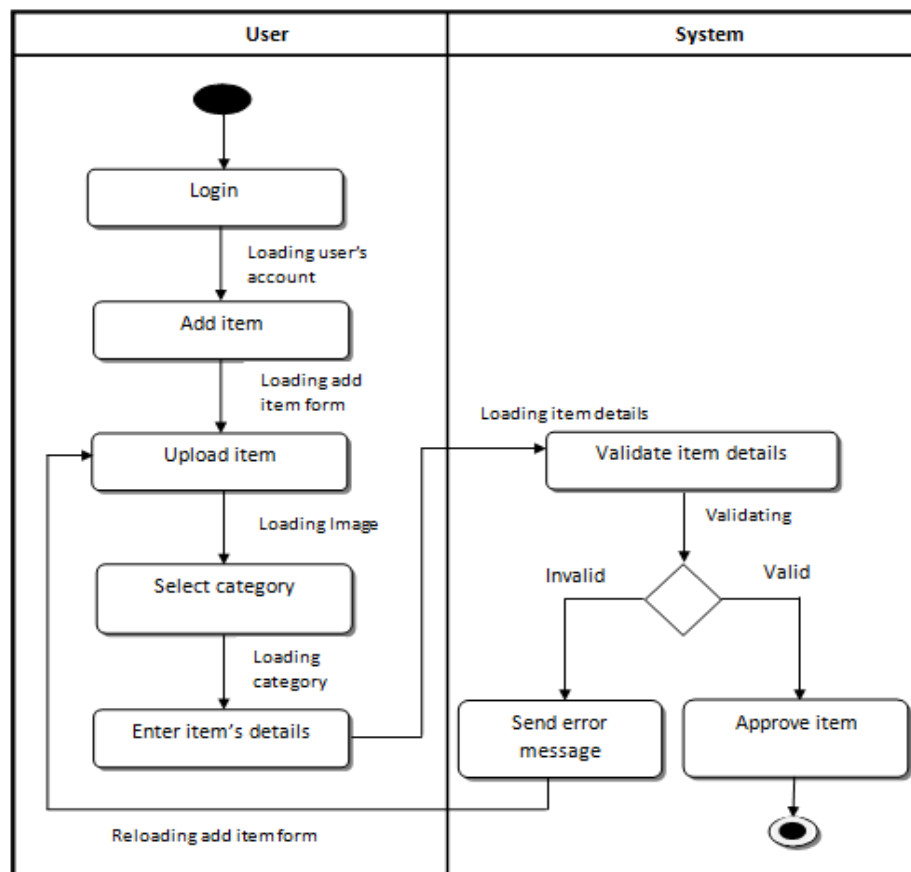 User
System
Login
Loading user's
account
Add item
Loading add
item form
Loading item details
Upload item
Validate item details
Loading Image
Validating
Select category
Invalid
Valid
Loading
category
Enter item's details
Send error
message
Approve item
Reloading add item form